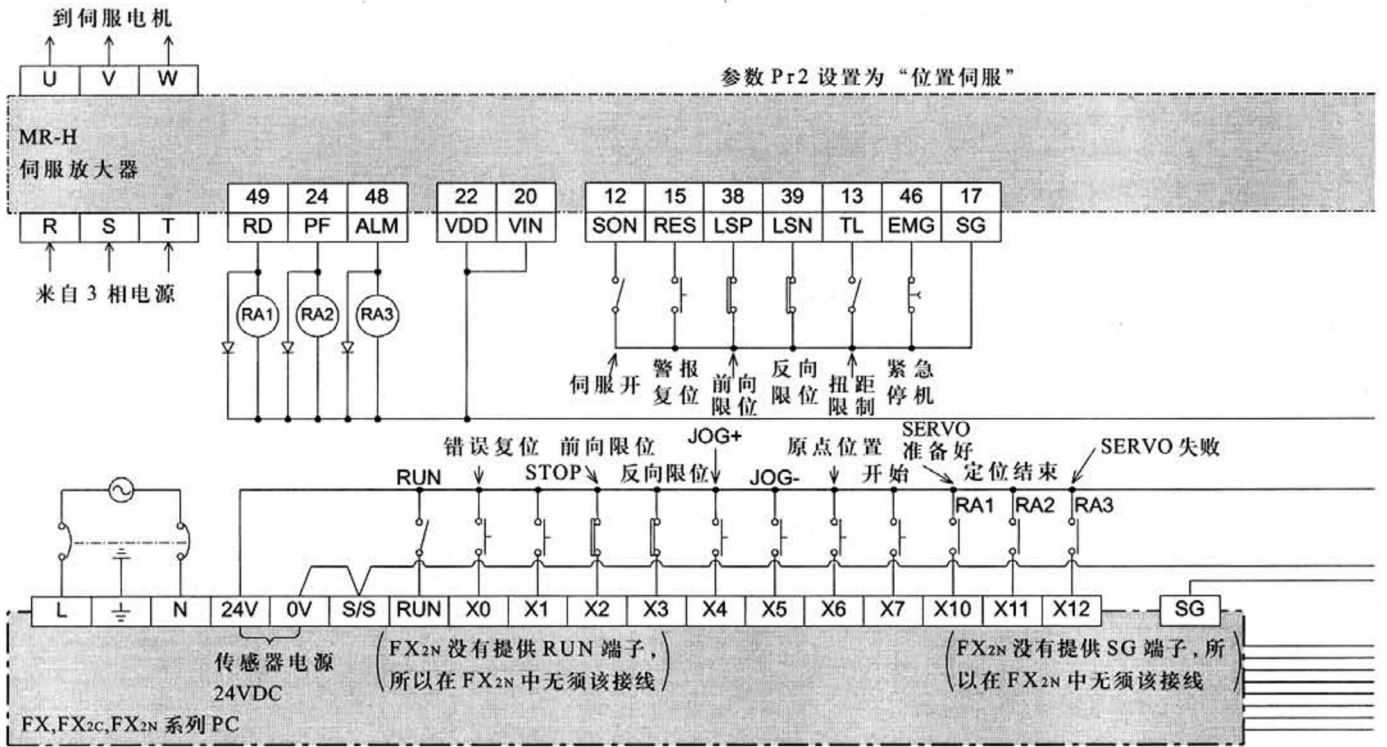 到伺服电机
U V W
参数 Pr2 设置为“位置伺服”
MR-H
伺服放大器
49 24 48 22 20 12 15 38 39 13 46 17
R S T RD PF ALM VDD VIN SON RES LSP LSN TL EMG SG
来自 3 相电源
RA1 RA2 RA3
伺服开
警报
复位
前向
限位
反向
限位
扭距
限制
紧急
停机
RUN
错误复位
STOP
前向限位
反向限位
JOG+
JOG-
原点位置
开始
SERVO
准备好
定位结束
SERVO 失败
RA1 RA2 RA3
L N 24V 0V S/S RUN X0 X1 X2 X3 X4 X5 X6 X7 X10 X11 X12 SG
传感器电源
24VDC
(FX2N 没有提供 RUN 端子，
所以在 FX2N 中无须该接线)
(FX2N 没有提供 SG 端子，所
以在 FX2N 中无须该接线)
FX,FX2C,FX2N 系列 PC